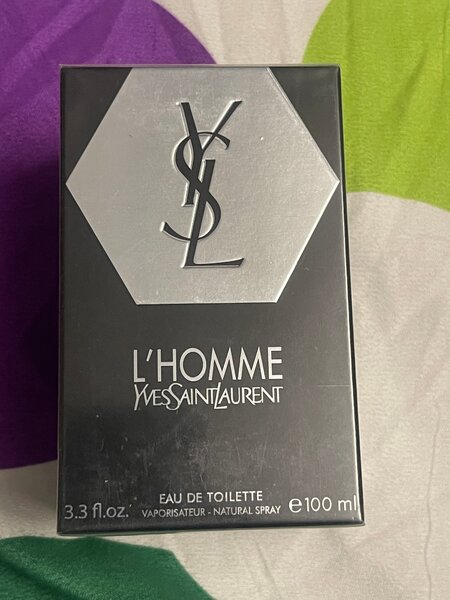 YSL
L'HOMME
YVESSAINTLAURENT
EAU DE TOILETTE
3.3 fl.oz. VAPORISATEUR - NATURAL SPRAY ℮100 ml